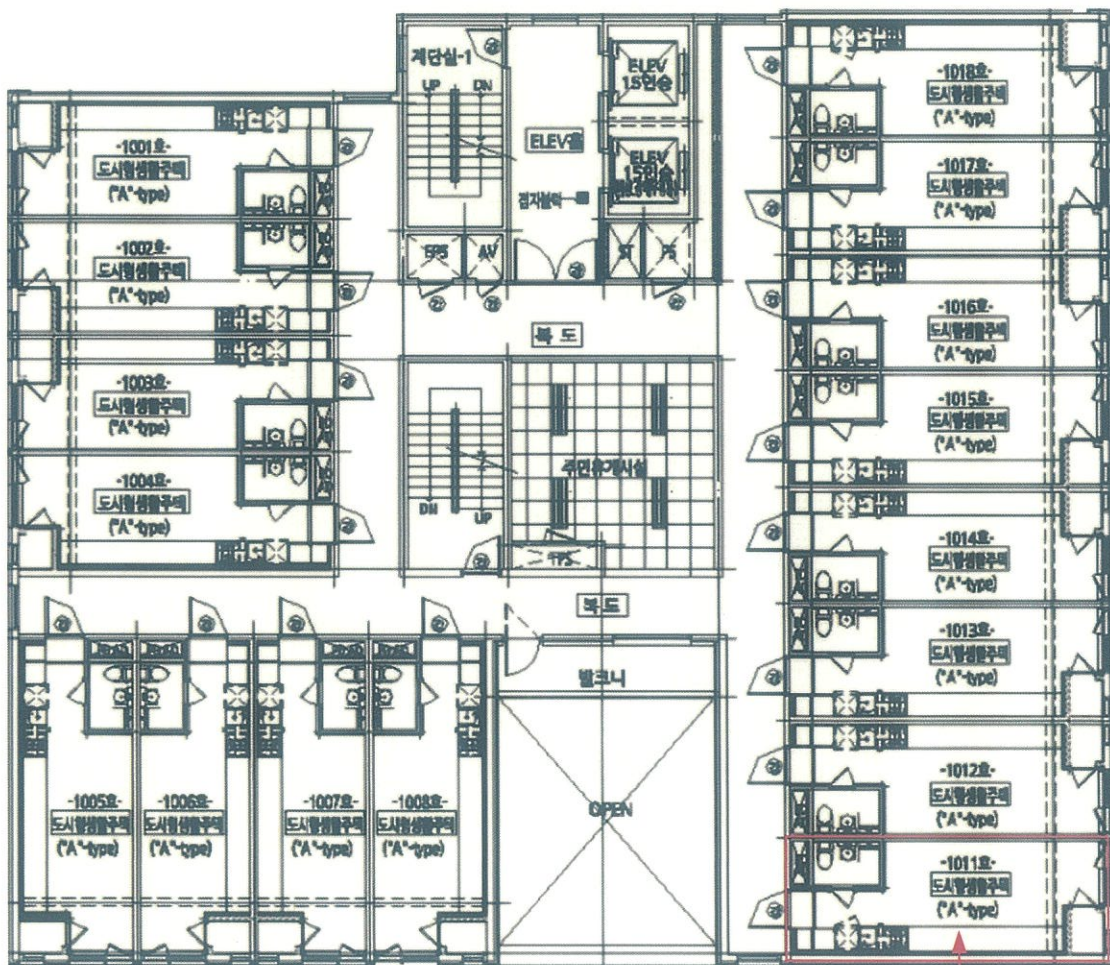 계단실-1
UP
DN
ELEV
15인승
ELEV홀
ELEV
15인승
점자블럭
EPS
AV
ST
PS
복 도
DN
UP
주민휴게시설
TPS
복도
발코니
OPEN
-1001호-
도시형생활주택
("A"-type)
-1002호-
도시형생활주택
("A"-type)
-1003호-
도시형생활주택
("A"-type)
-1004호-
도시형생활주택
("A"-type)
-1005호-
도시형생활주택
("A"-type)
-1006호-
도시형생활주택
("A"-type)
-1007호-
도시형생활주택
("A"-type)
-1008호-
도시형생활주택
("A"-type)
-1018호-
도시형생활주택
("A"-type)
-1017호-
도시형생활주택
("A"-type)
-1016호-
도시형생활주택
("A"-type)
-1015호-
도시형생활주택
("A"-type)
-1014호-
도시형생활주택
("A"-type)
-1013호-
도시형생활주택
("A"-type)
-1012호-
도시형생활주택
("A"-type)
-1011호-
도시형생활주택
("A"-type)